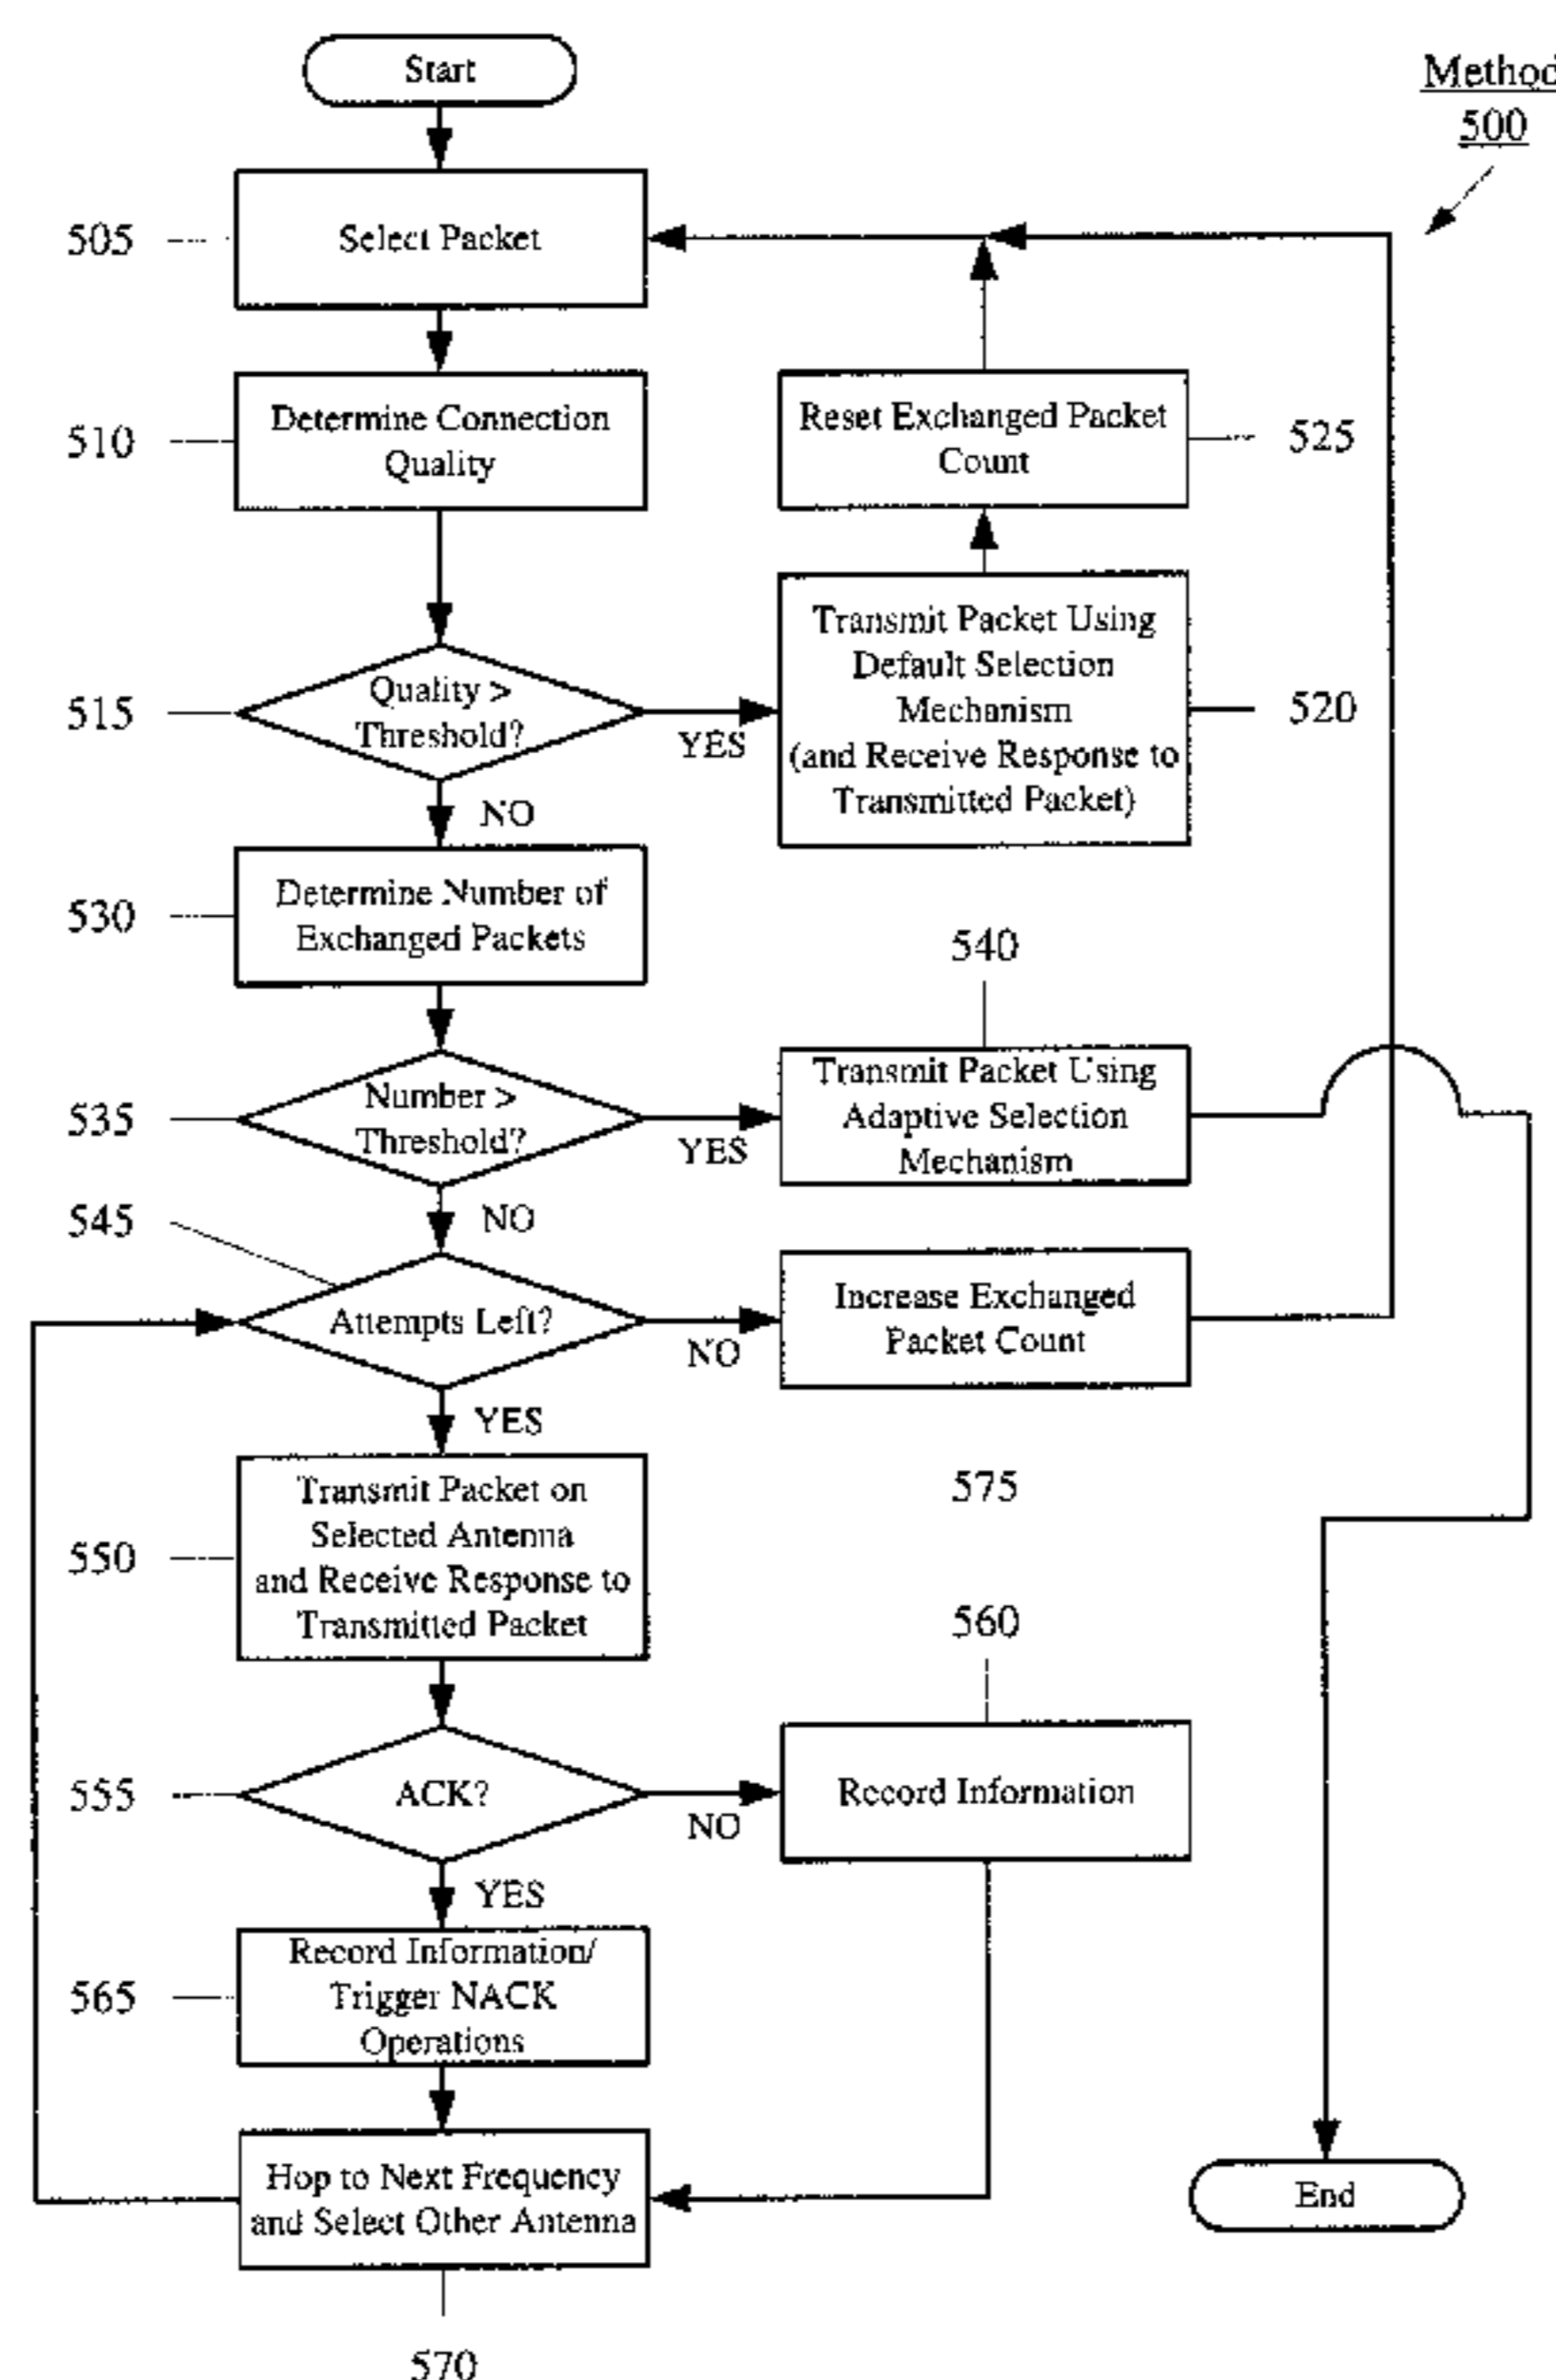 Start
Method
500
505
Select Packet
510
Determine Connection
Quality
Reset Exchanged Packet
Count
525
515
Quality >
Threshold?
YES
NO
Transmit Packet Using
Default Selection
Mechanism
(and Receive Response to
Transmitted Packet)
520
530
Determine Number of
Exchanged Packets
540
535
Number >
Threshold?
YES
NO
Transmit Packet Using
Adaptive Selection
Mechanism
545
Attempts Left?
NO
YES
Increase Exchanged
Packet Count
575
550
Transmit Packet on
Selected Antenna
and Receive Response to
Transmitted Packet
560
555
ACK?
NO
YES
Record Information
565
Record Information/
Trigger NACK
Operations
Hop to Next Frequency
and Select Other Antenna
End
570